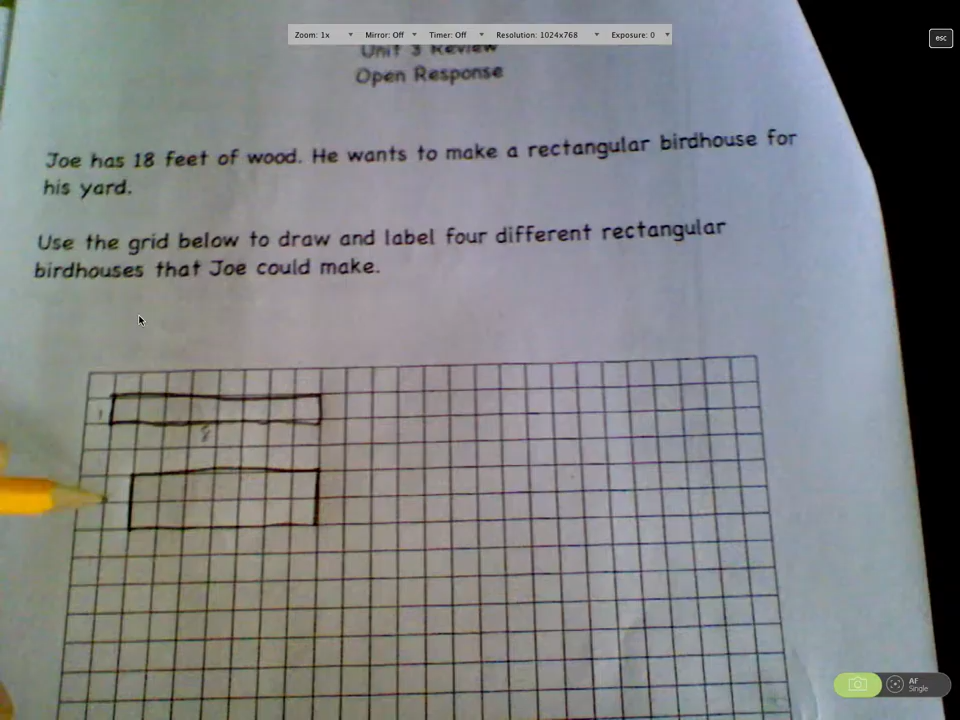 Zoom: 1x Mirror: Off Timer: Off Resolution: 1024x768 Exposure: 0
esc
Unit 3 Review
Open Response
Joe has 18 feet of wood. He wants to make a rectangular birdhouse for
his yard.
Use the grid below to draw and label four different rectangular
birdhouses that Joe could make.
1
8
AF
Single